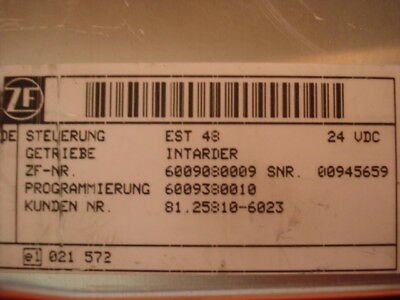 ZF
DE STEUERUNG EST 48 24 VDC
GETRIEBE INTARDER
ZF-NR. 6009080009 SNR. 00945659
PROGRAMMIERUNG 6009380010
KUNDEN NR. 81.25810-6023
e1 021 572